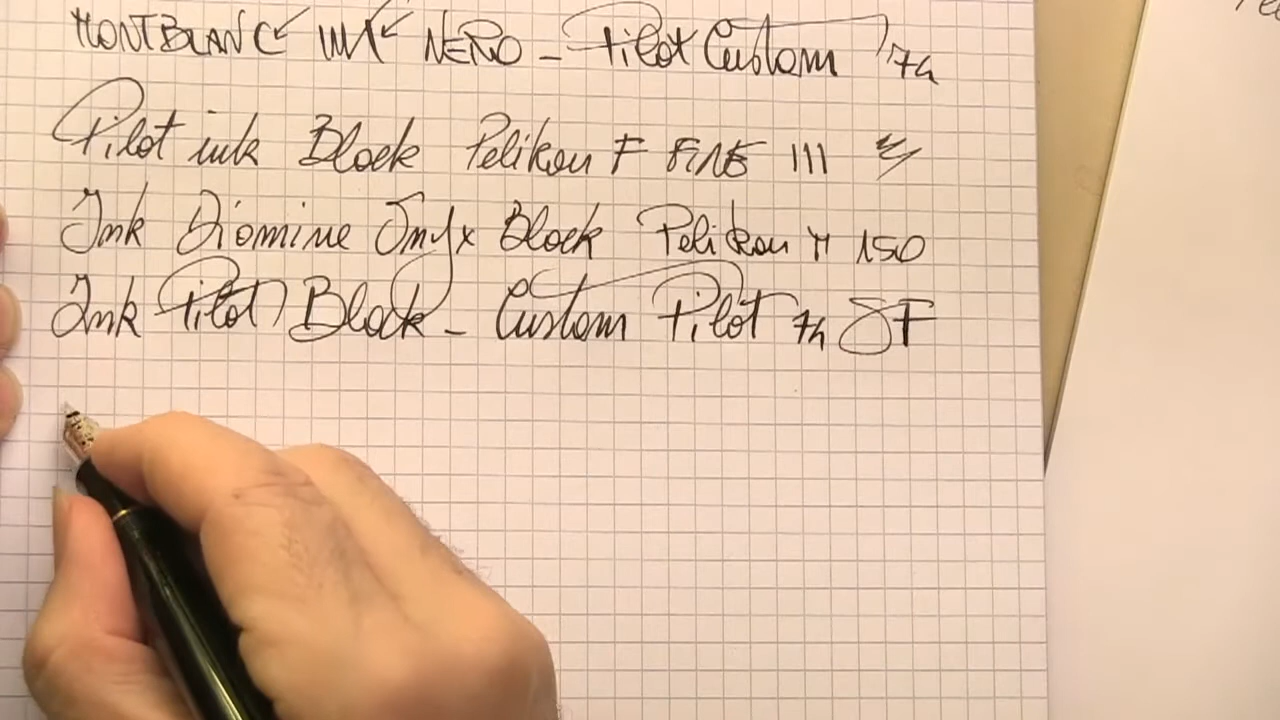 MONTBLANC INK NERO - Pilot Custom 74
Pilot ink Black Pelikan F FINE III
Ink Diamine Onyx Black Pelikan M 150
Ink Pilot Black - Custom Pilot 74 SF